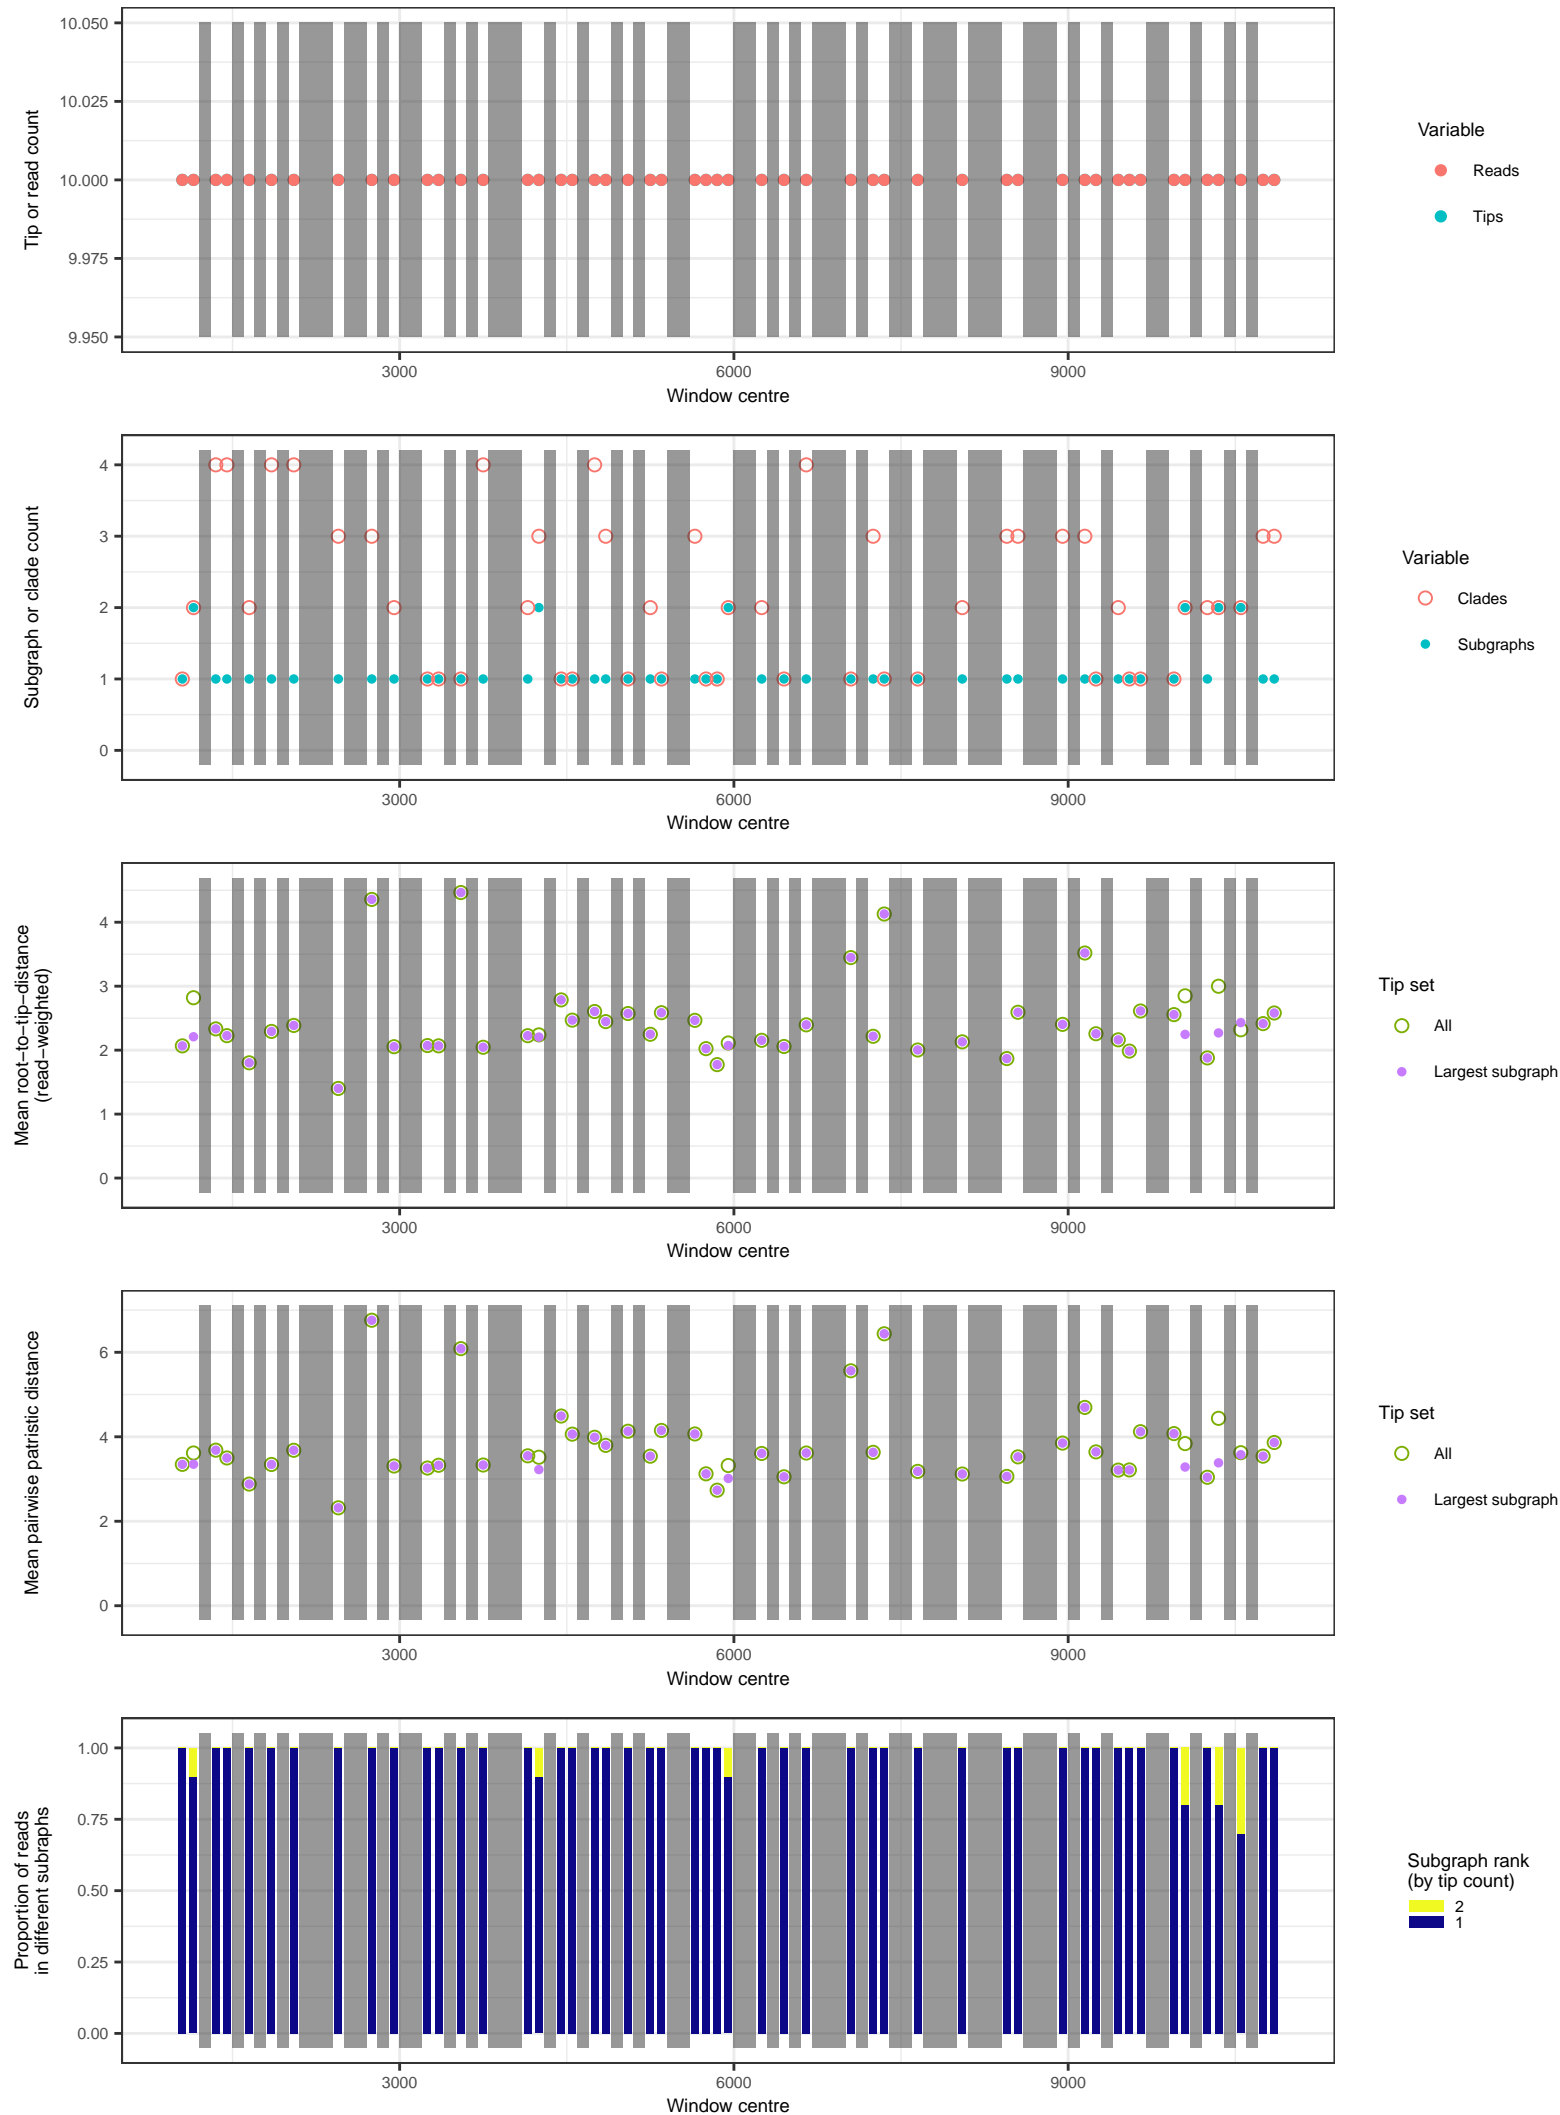 10.050
10.025
10.000
9.975
9.950
Tip or read count
3000
6000
9000
Window centre
Variable
Reads
Tips
4
3
2
1
0
Subgraph or clade count
3000
6000
9000
Window centre
Variable
Clades
Subgraphs
4
3
2
1
0
Mean root−to−tip−distance
(read−weighted)
3000
6000
9000
Window centre
Tip set
All
Largest subgraph
6
4
2
0
Mean pairwise patristic distance
3000
6000
9000
Window centre
Tip set
All
Largest subgraph
1.00
0.75
0.50
0.25
0.00
Proportion of reads
in different subraphs
3000
6000
9000
Window centre
Subgraph rank
(by tip count)
2
1